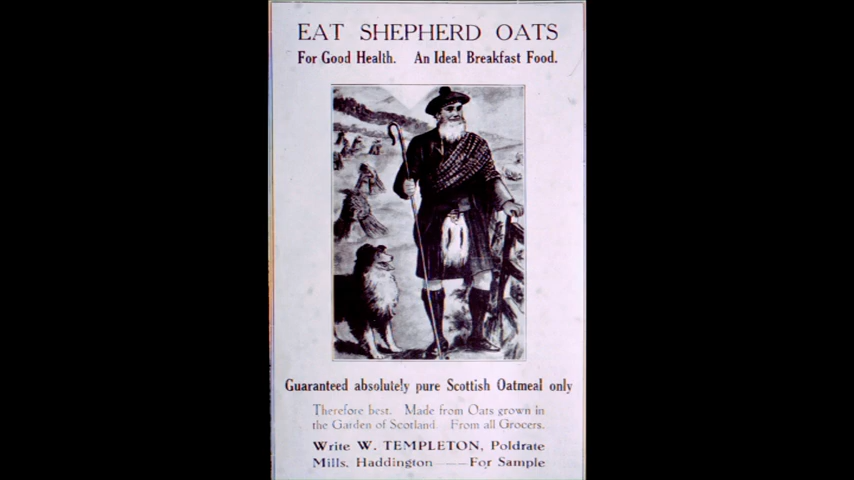 EAT SHEPHERD OATS
For Good Health. An Ideal Breakfast Food.
Guaranteed absolutely pure Scottish Oatmeal only
Therefore best. Made from Oats grown in
the Garden of Scotland. From all Grocers.
Write W. TEMPLETON, Poldrate
Mills, Haddington——For Sample